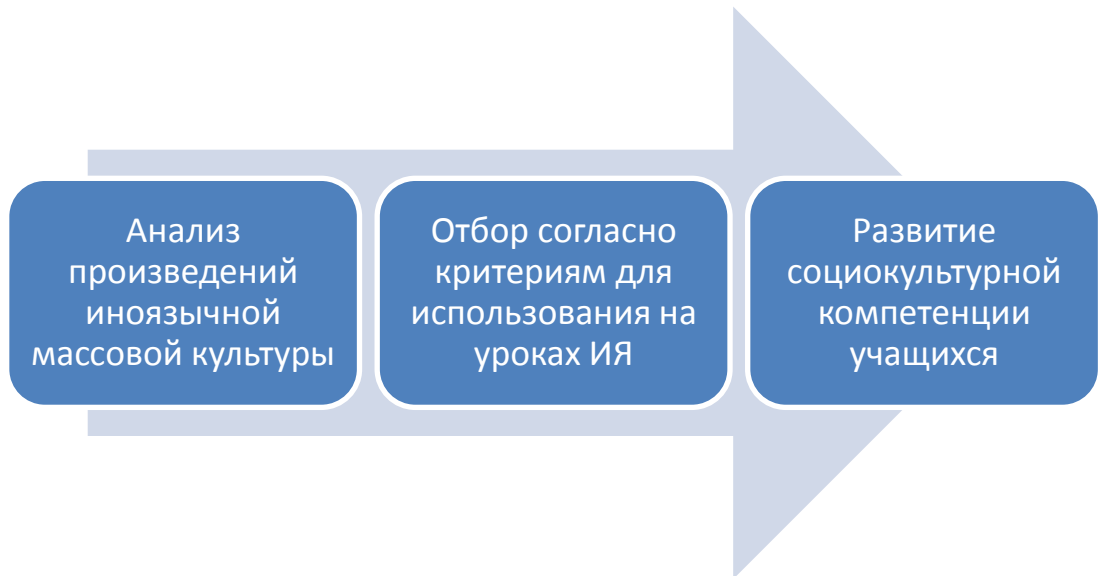 Анализ
произведений
иноязычной
массовой культуры
Отбор согласно
критериям для
использования на
уроках ИЯ
Развитие
социокультурной
компетенции
учащихся